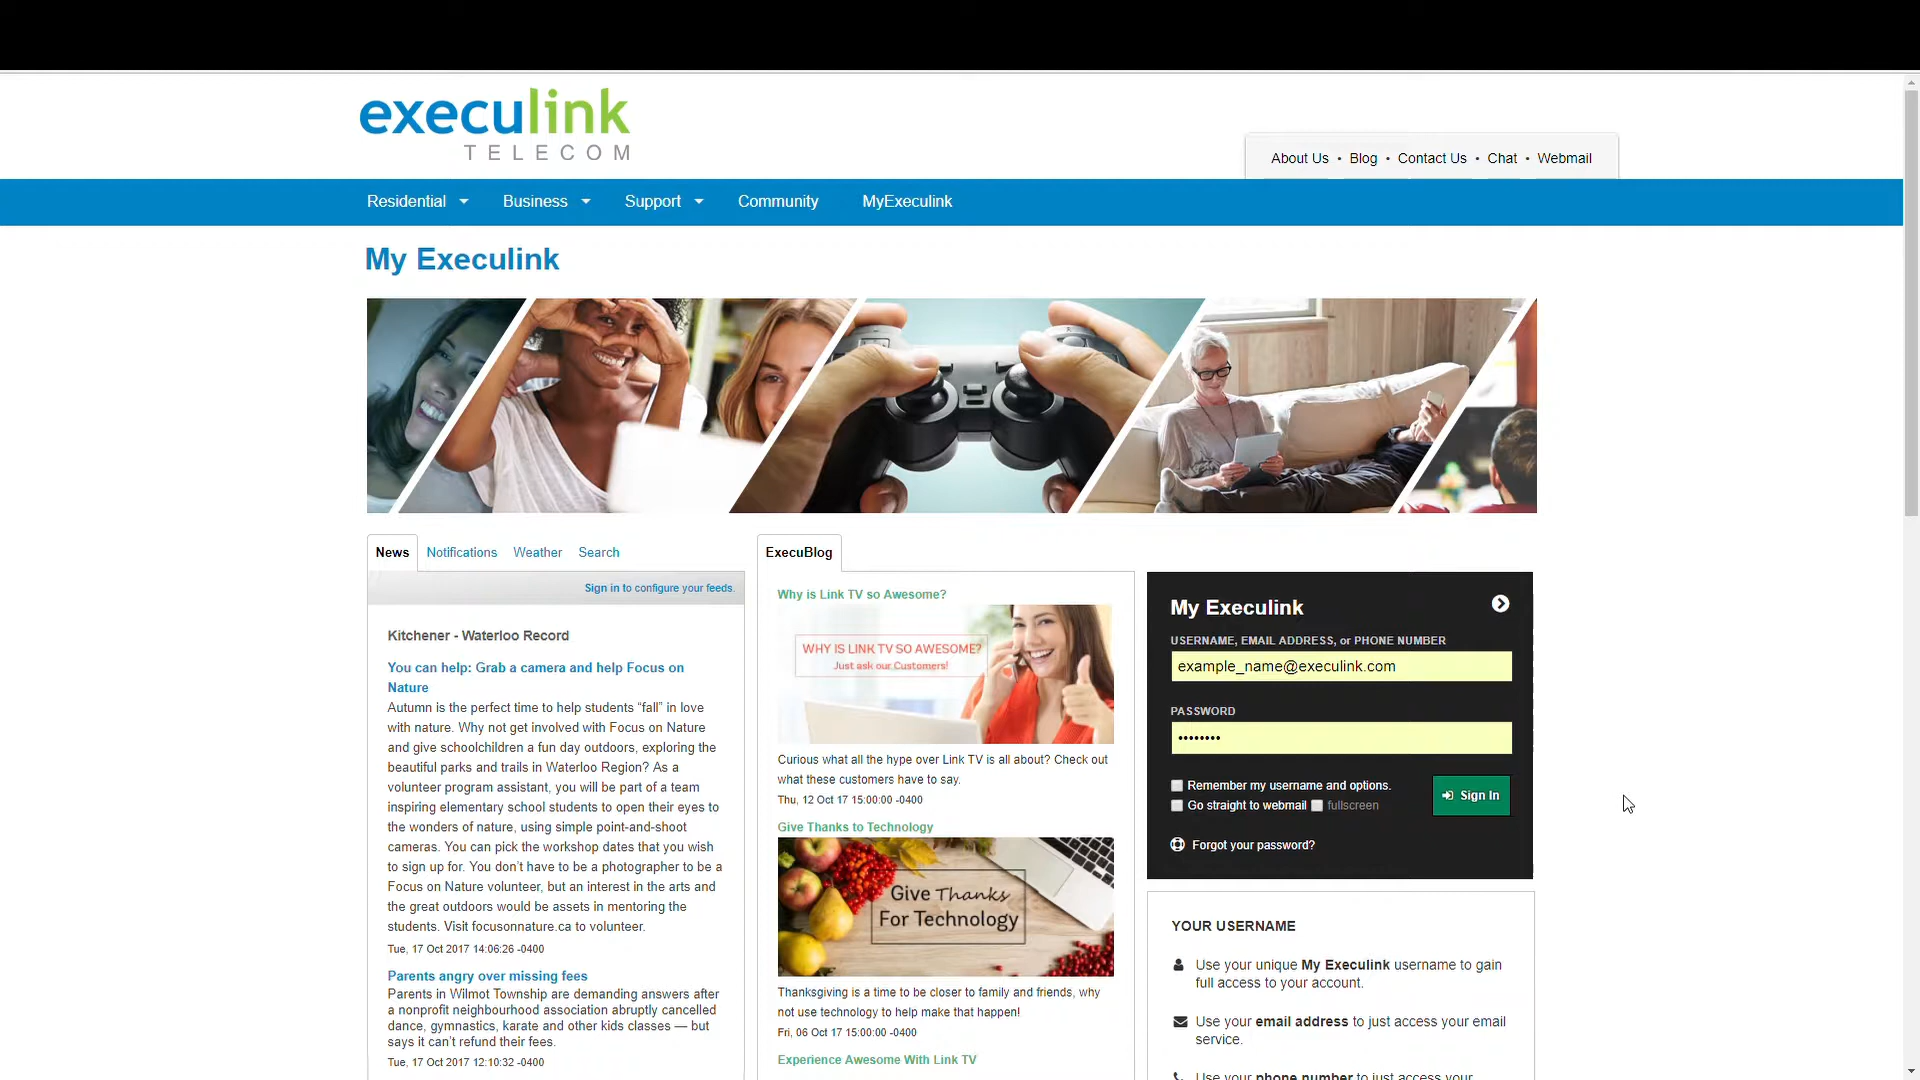 execulink
TELECOM
About Us • Blog • Contact Us • Chat • Webmail
Residential Business Support Community MyExeculink
My Execulink
News Notifications Weather Search
Sign in to configure your feeds.
Kitchener - Waterloo Record
You can help: Grab a camera and help Focus on
Nature
Autumn is the perfect time to help students “fall” in love
with nature. Why not get involved with Focus on Nature
and give schoolchildren a fun day outdoors, exploring the
beautiful parks and trails in Waterloo Region? As a
volunteer program assistant, you will be part of a team
inspiring elementary school students to open their eyes to
the wonders of nature, using simple point-and-shoot
cameras. You can pick the workshop dates that you wish
to sign up for. You don’t have to be a photographer to be a
Focus on Nature volunteer, but an interest in the arts and
the great outdoors would be assets in mentoring the
students. Visit focusonnature.ca to volunteer.
Tue, 17 Oct 2017 14:06:26 -0400
Parents angry over missing fees
Parents in Wilmot Township are demanding answers after
a nonprofit neighbourhood association abruptly cancelled
dance, gymnastics, karate and other kids classes — but
says it can’t refund their fees.
Tue, 17 Oct 2017 12:10:32 -0400
ExecuBlog
Why is Link TV so Awesome?
WHY IS LINK TV SO AWESOME?
Just ask our Customers!
Curious what all the hype over Link TV is all about? Check out
what these customers have to say.
Thu, 12 Oct 17 15:00:00 -0400
Give Thanks to Technology
Give Thanks
For Technology
Thanksgiving is a time to be closer to family and friends, why
not use technology to help make that happen!
Fri, 06 Oct 17 15:00:00 -0400
Experience Awesome With Link TV
My Execulink
USERNAME, EMAIL ADDRESS, or PHONE NUMBER
example_name@execulink.com
PASSWORD
••••••••
Remember my username and options.
Go straight to webmail fullscreen
Sign In
Forgot your password?
YOUR USERNAME
Use your unique My Execulink username to gain
full access to your account.
Use your email address to just access your email
service.
Use your phone number to just access your